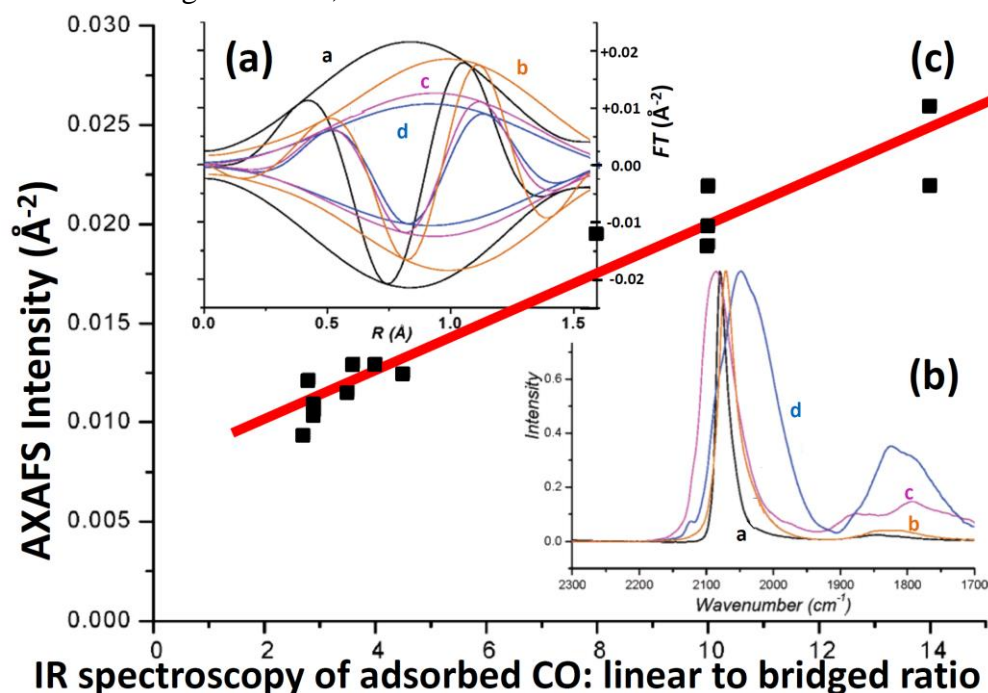 0.030
0.025
0.020
0.015
0.010
0.005
0.000
AXAFS Intensity (Å⁻²)
0
2
4
6
8
10
12
14
IR spectroscopy of adsorbed CO: linear to bridged ratio
(a)
a
b
c
d
+0.02
+0.01
0.00
-0.01
-0.02
FT (Å⁻²)
0.0
0.5
1.0
1.5
R (Å)
(c)
(b)
Intensity
0.6
0.4
0.2
0.0
a
b
c
d
2300
2200
2100
2000
1900
1800
1700
Wavenumber (cm⁻¹)